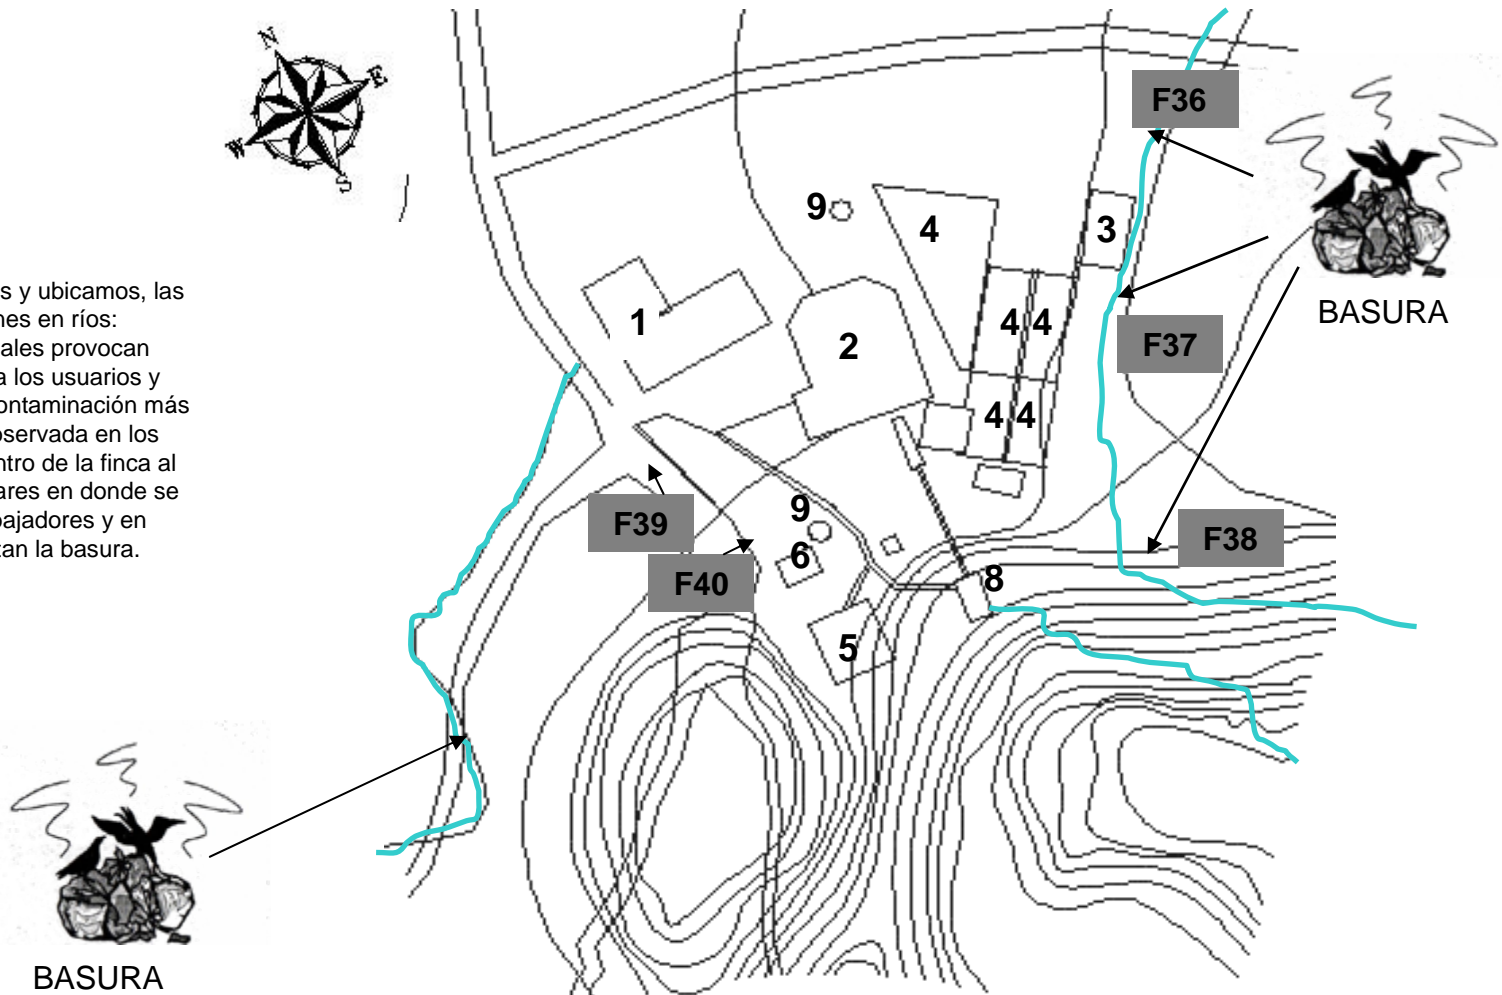 N
E
W
S
F36
9
4
3
s y ubicamos, las
nes en ríos:
ales provocan
a los usuarios y
ontaminación más
oservada en los
ntro de la finca al
ares en donde se
pajadores y en
zan la basura.
1
2
4 4
BASURA
F37
4 4
F39
9
F38
6
F40
8
5
BASURA